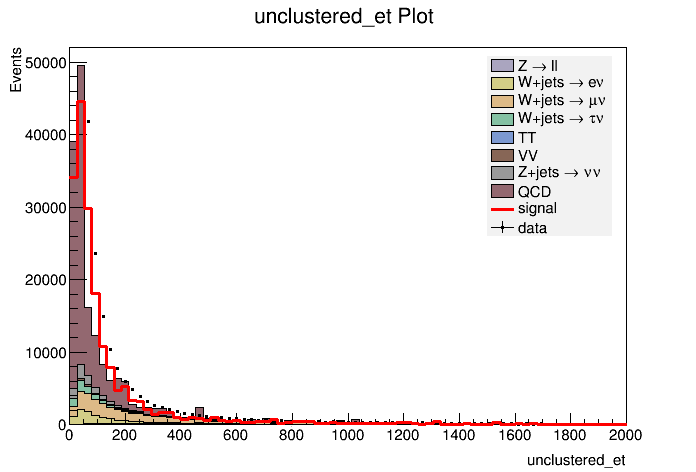 unclustered_et Plot
Events
50000
40000
30000
20000
10000
0
0 200 400 600 800 1000 1200 1400 1600 1800 2000
unclustered_et
Z → ll
W+jets → eν
W+jets → μν
W+jets → τν
TT
VV
Z+jets → νν
QCD
signal
data